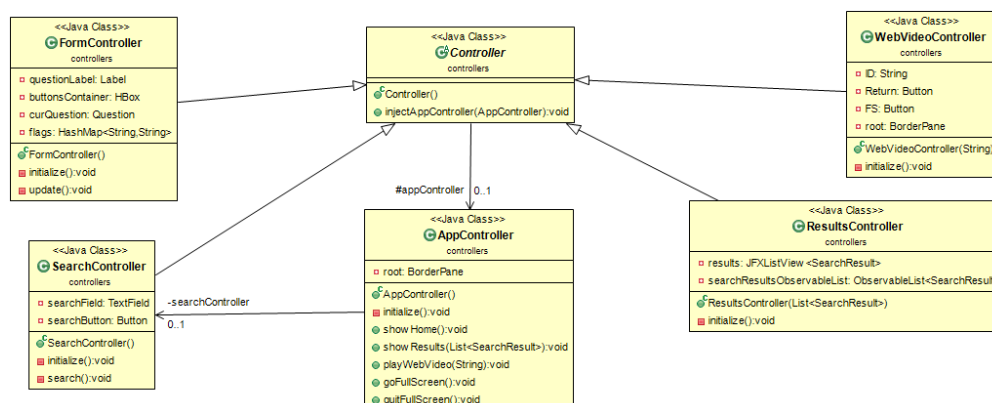 <<Java Class>>
FormController
controllers
questionLabel: Label
buttonsContainer: HBox
curQuestion: Question
flags: HashMap<String,String>
FormController()
initialize():void
update():void
<<Java Class>>
Controller
controllers
Controller()
injectAppController(AppController):void
<<Java Class>>
WebVideoController
controllers
ID: String
Return: Button
FS: Button
root: BorderPane
WebVideoController(String)
initialize():void
#appController 0..1
<<Java Class>>
SearchController
controllers
searchField: TextField
searchButton: Button
SearchController()
initialize():void
search():void
-searchController
0..1
<<Java Class>>
AppController
controllers
root: BorderPane
AppController()
initialize():void
showHome():void
showResults(List<SearchResult>):void
playWebVideo(String):void
goFullScreen():void
quitFullScreen():void
<<Java Class>>
ResultsController
controllers
results: JFXListView<SearchResult>
searchResultsObservableList: ObservableList<SearchResult
ResultsController(List<SearchResult>)
initialize():void